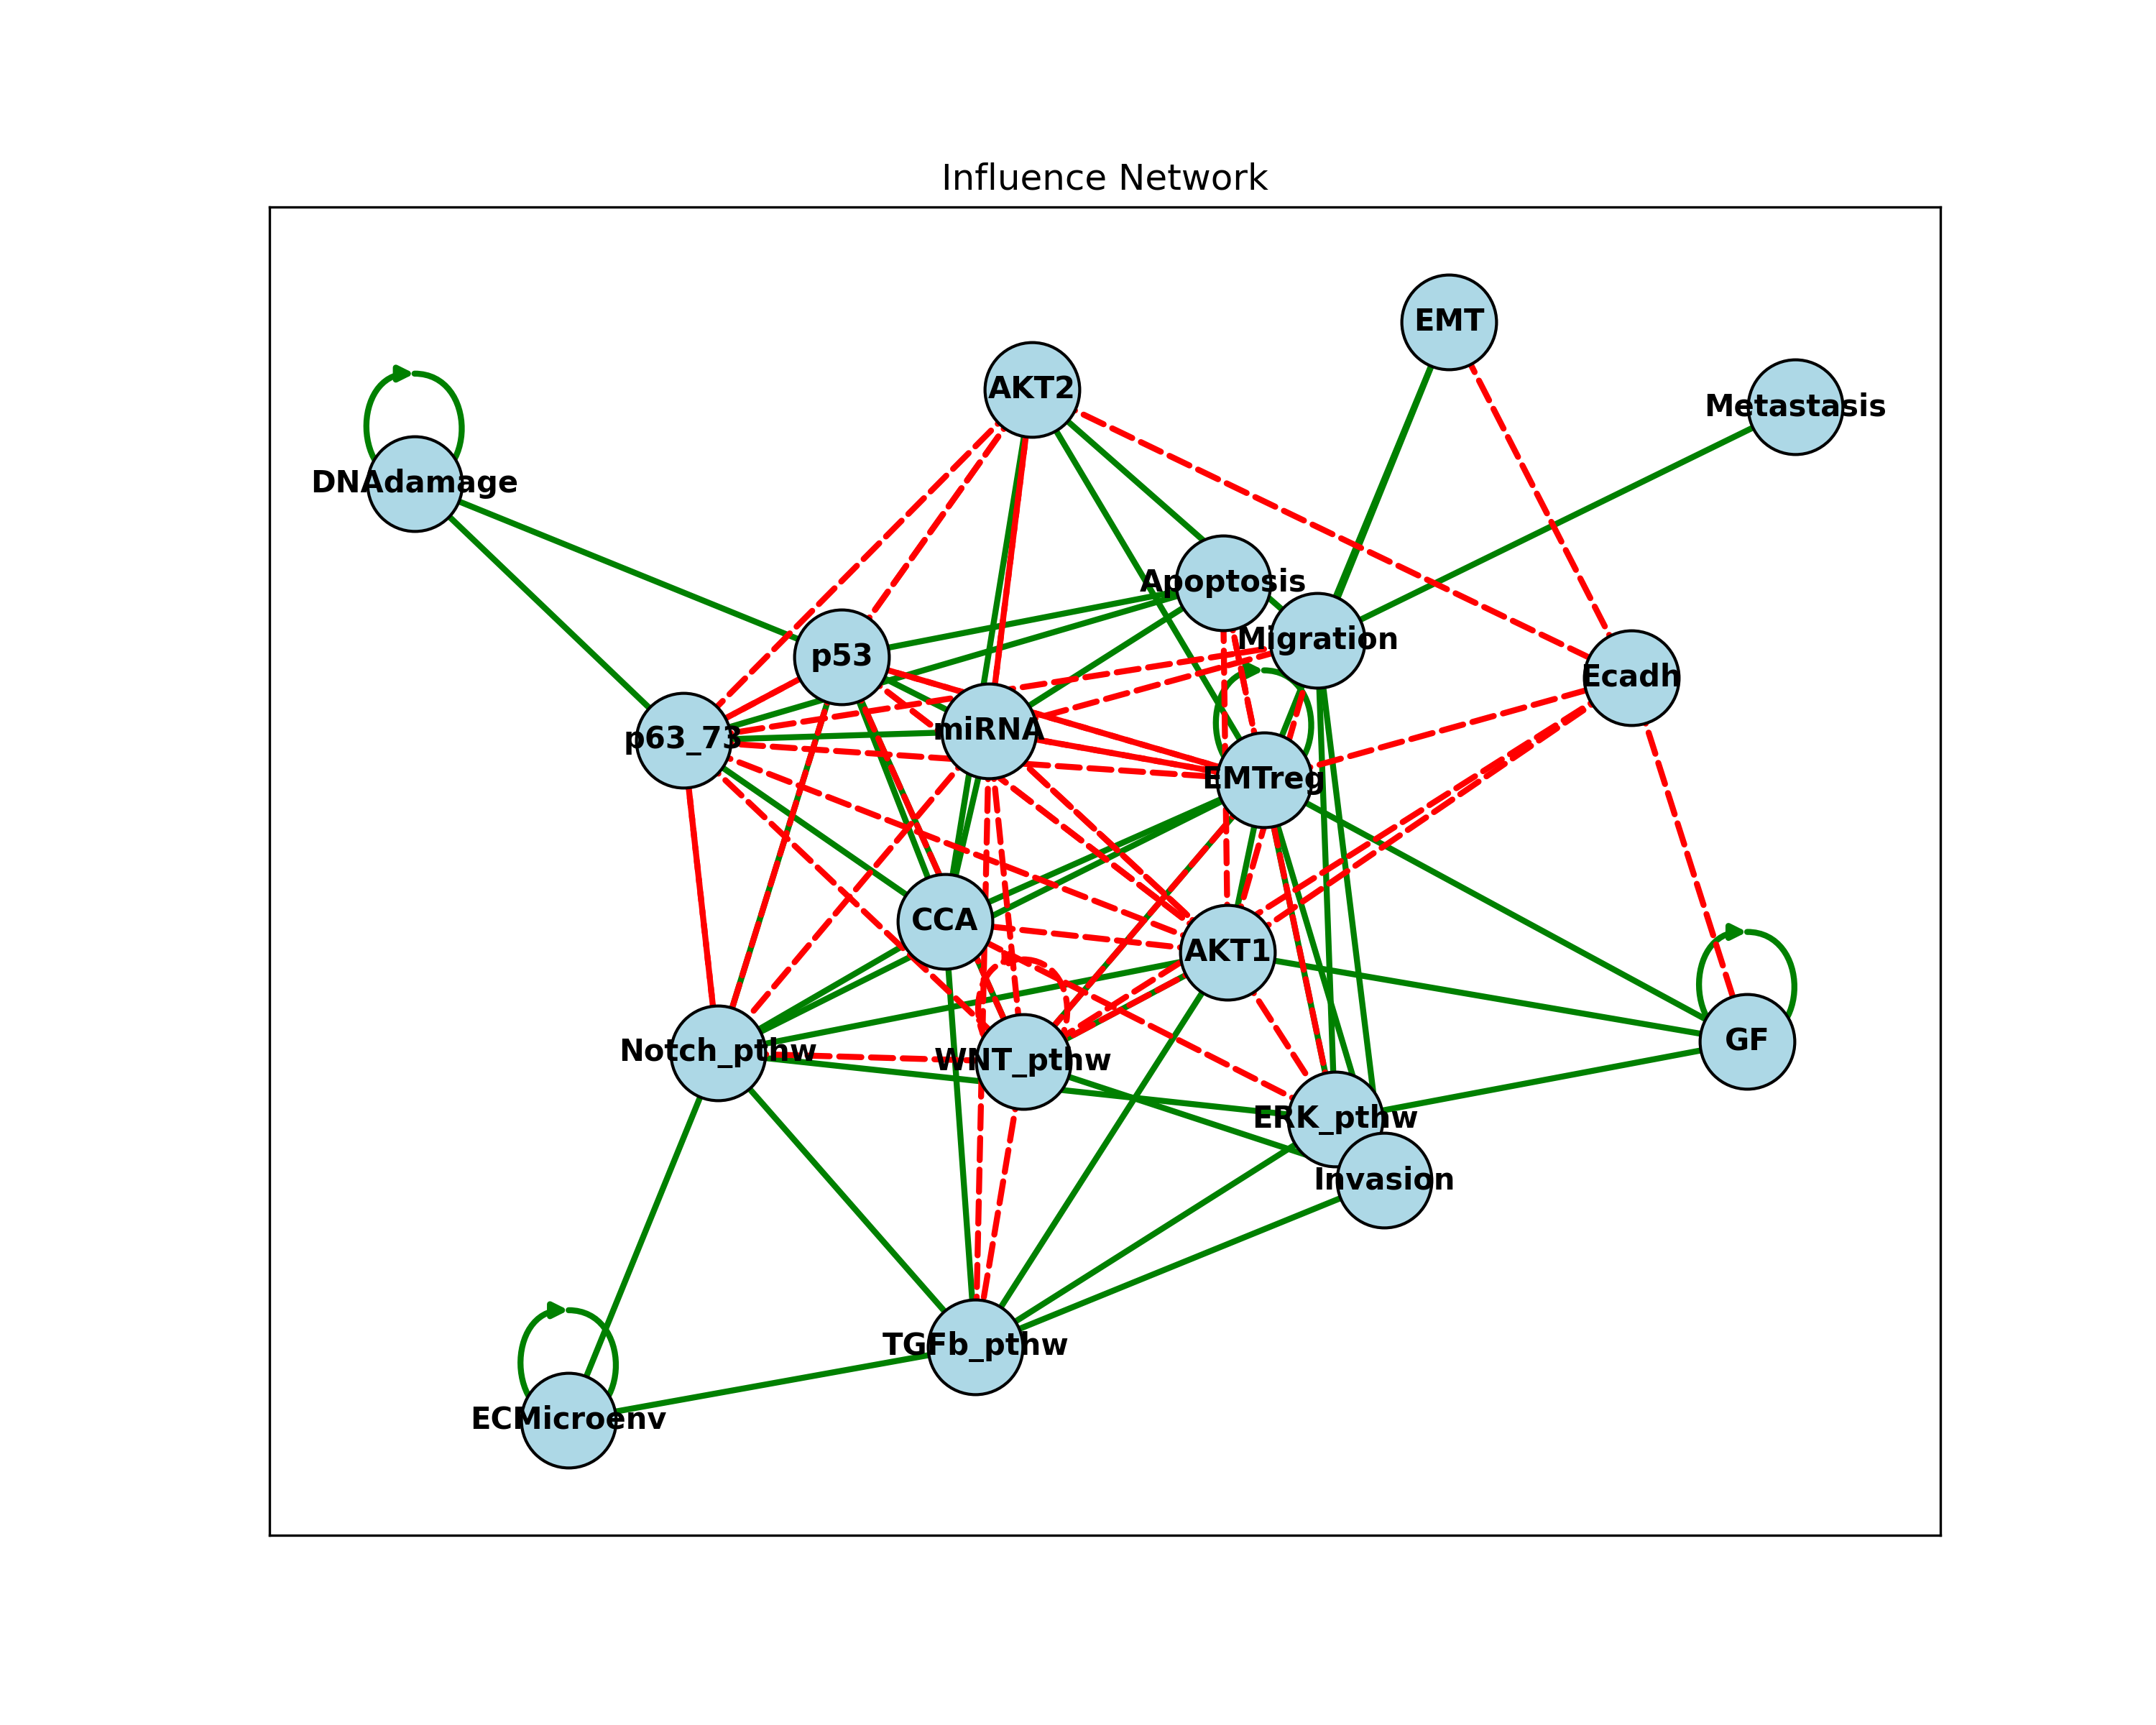 Influence Network
EMT
AKT2
Metastasis
DNAdamage
Apoptosis
Migration
p53
Ecadh
miRNA
p63_73
EMTreg
CCA
AKT1
GF
Notch_pthw
WNT_pthw
ERK_pthw
Invasion
TGFb_pthw
ECMicroenv